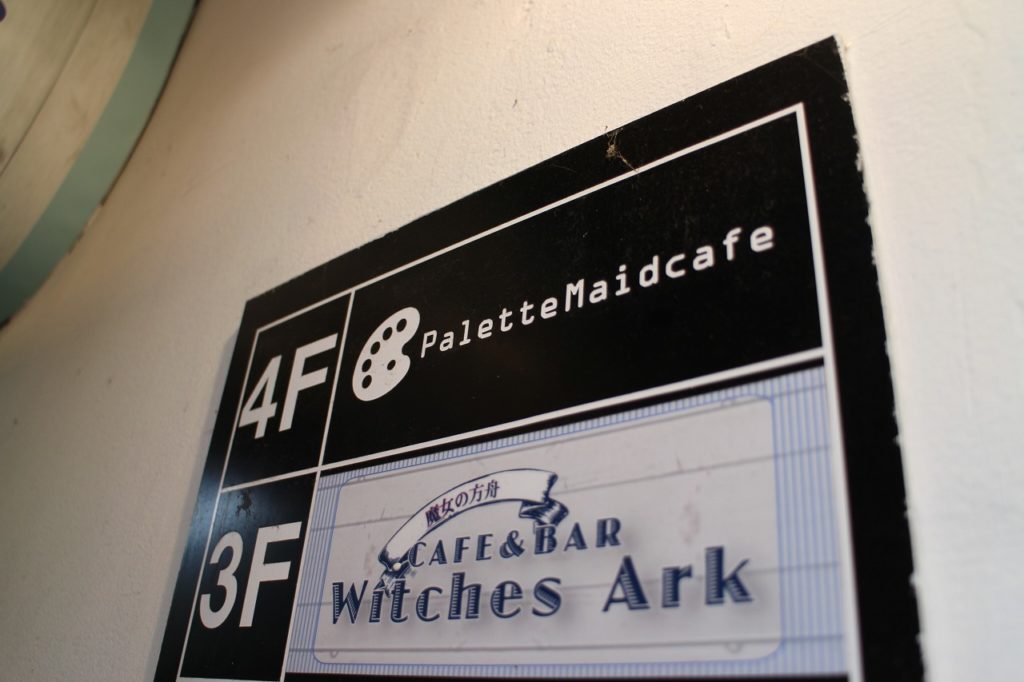 4F
PaletteMaidcafe
3F
魔女の方舟
CAFE&BAR
Witches Ark